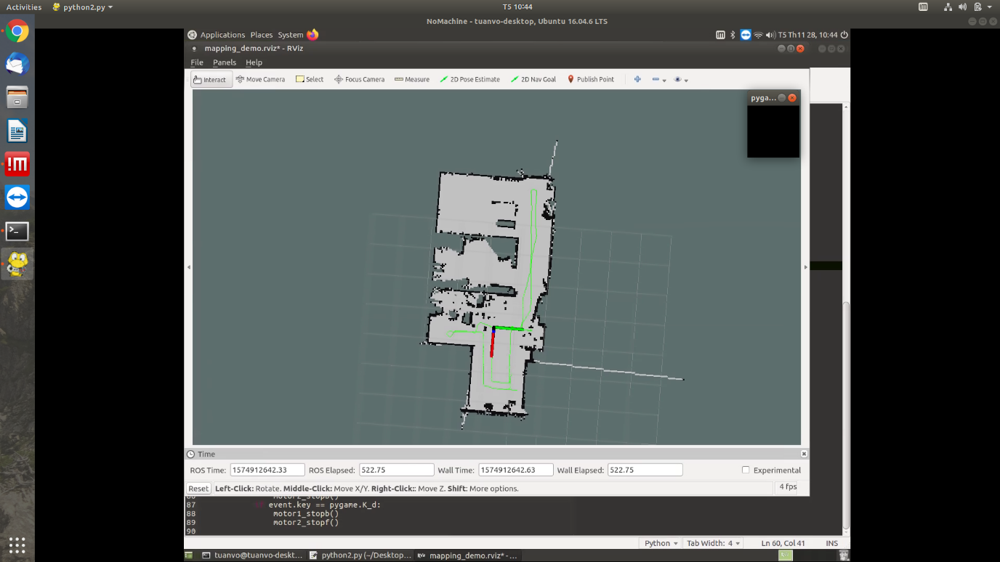 Activities python2.py T5 10:44
NoMachine - tuanvo-desktop, Ubuntu 16.04.6 LTS
Applications Places System T5 Th11 28, 10:44
mapping_demo.rviz* - RViz
File Panels Help
Interact Move Camera Select Focus Camera Measure 2D Pose Estimate 2D Nav Goal Publish Point
pyga...
Time
ROS Time: 1574912642.33 ROS Elapsed: 522.75 Wall Time: 1574912642.63 Wall Elapsed: 522.75 Experimental
Reset Left-Click: Rotate. Middle-Click: Move X/Y. Right-Click:: Move Z. Shift: More options. 4 fps
87 event.key == pygame.K_d:
88 motor1_stopb()
89 motor2_stopf()
90
Python Tab Width: 4 Ln 60, Col 41 INS
tuanvo@tuanvo-deskt... python2.py (~/Desktop... mapping_demo.rviz* - ...